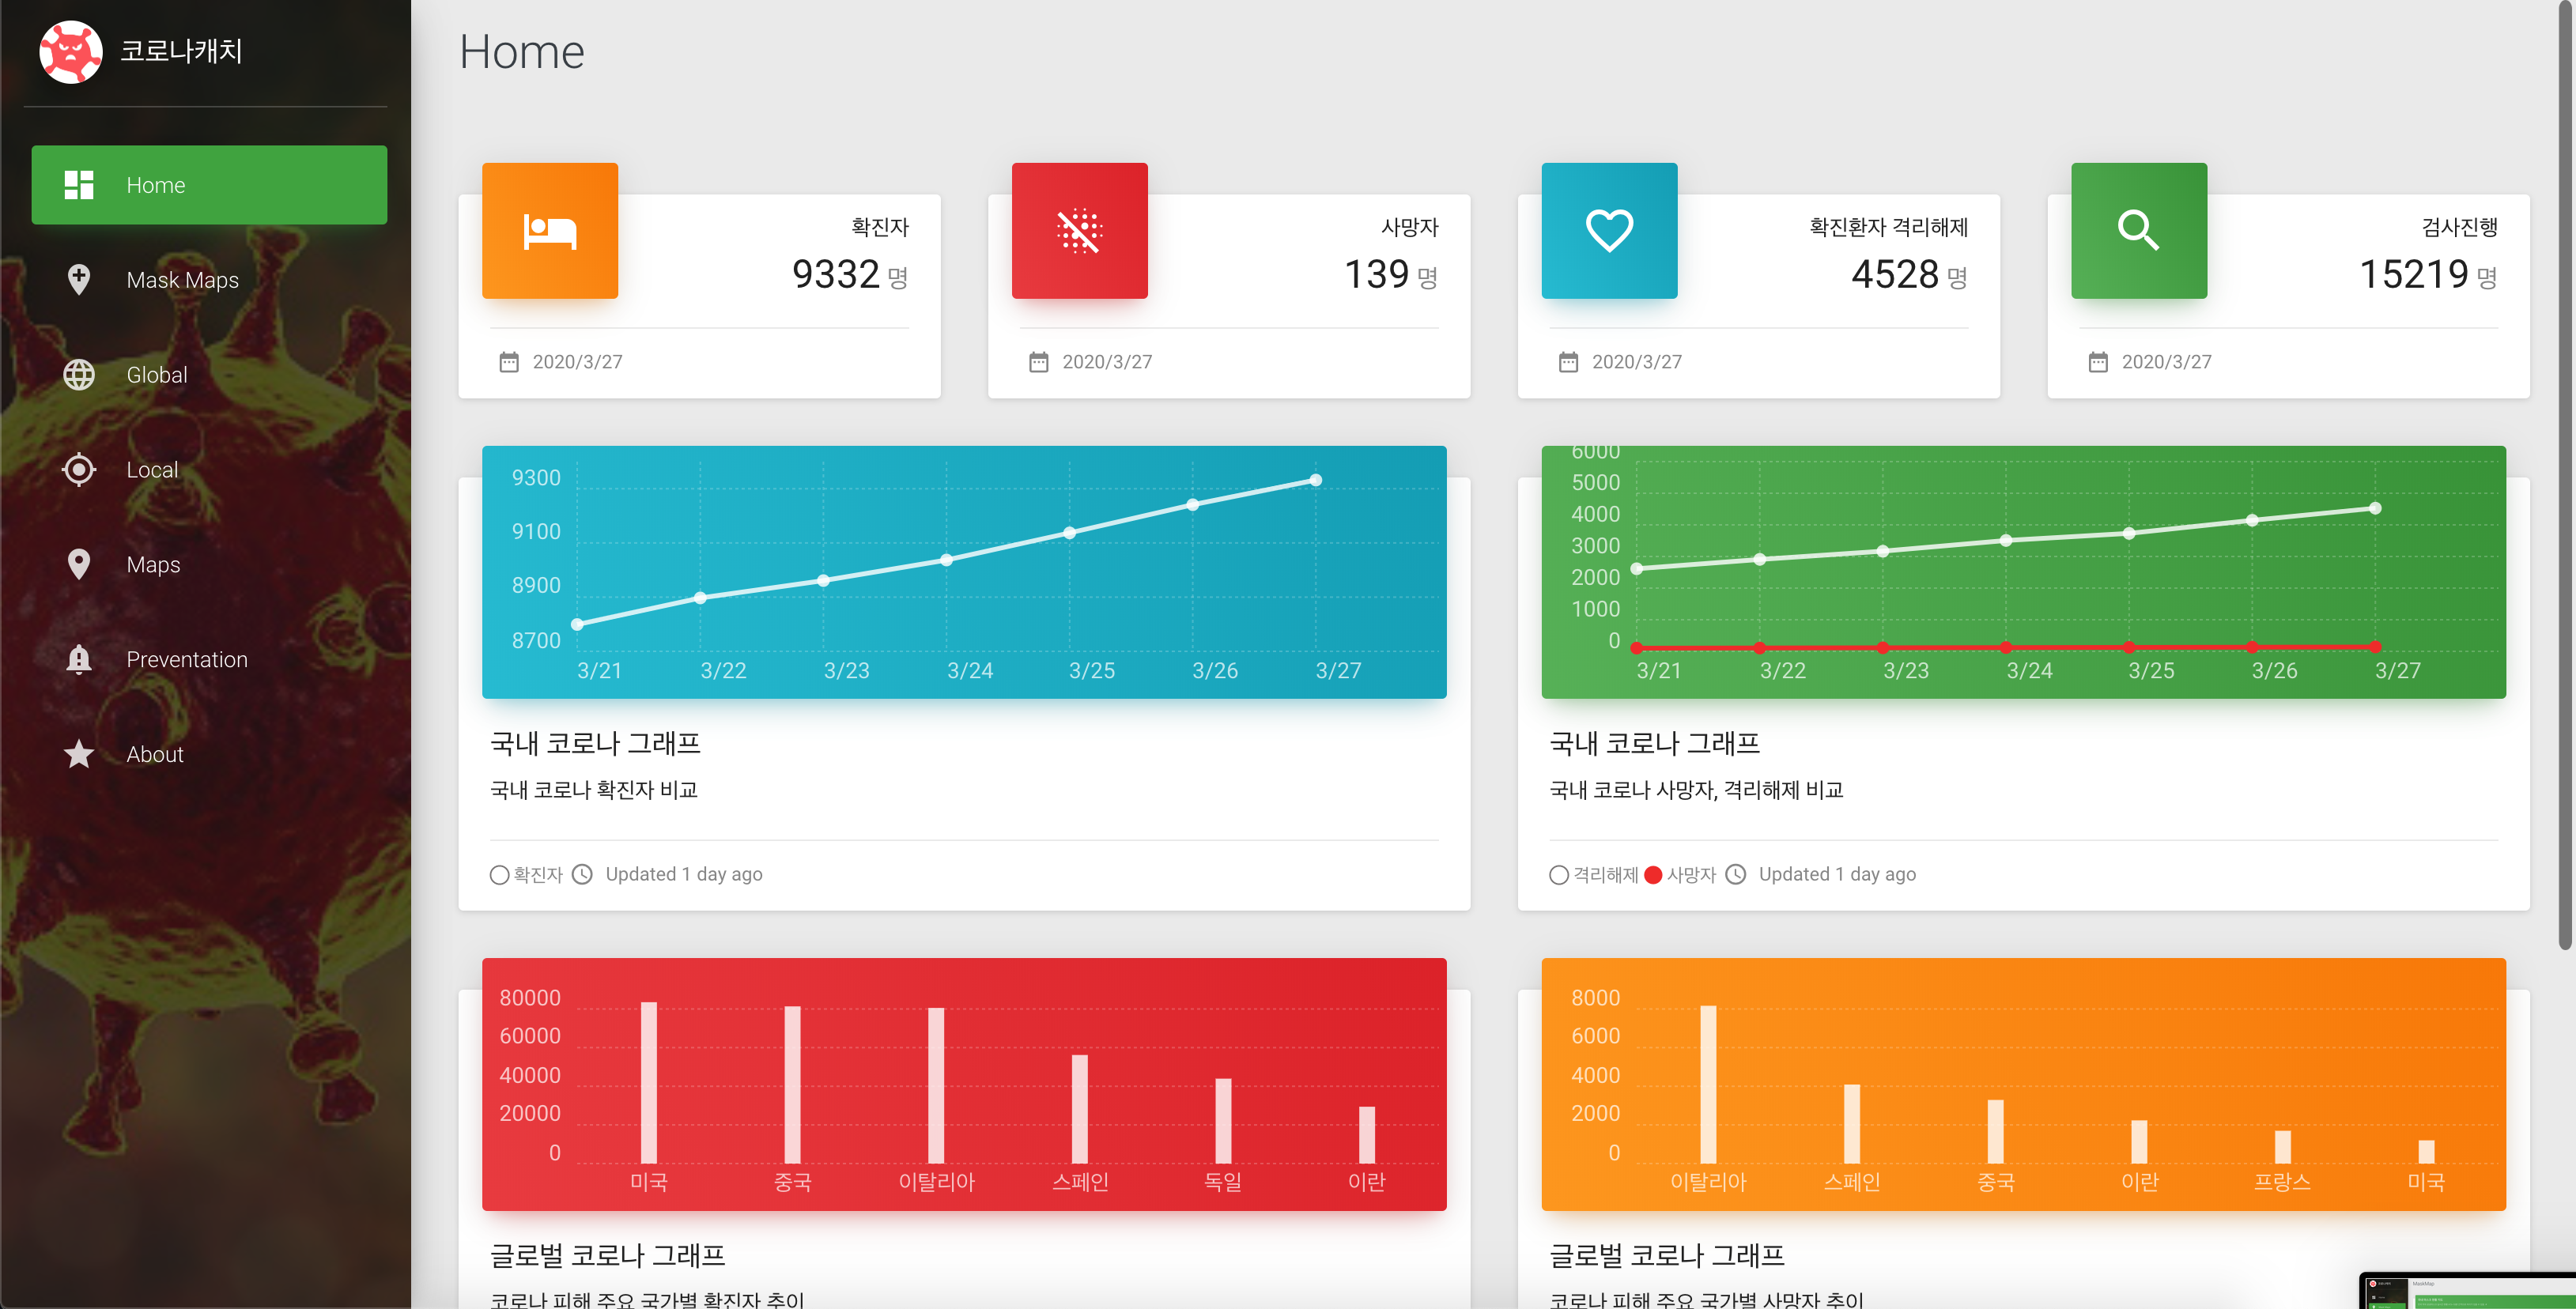 코로나캐치
Home
Mask Maps
Global
Local
Maps
Preventation
About
Home
확진자
9332 명
2020/3/27
사망자
139 명
2020/3/27
확진환자 격리해제
4528 명
2020/3/27
검사진행
15219 명
2020/3/27
9300
9100
8900
8700
3/21 3/22 3/23 3/24 3/25 3/26 3/27
국내 코로나 그래프
국내 코로나 확진자 비교
확진자 Updated 1 day ago
6000
5000
4000
3000
2000
1000
0
3/21 3/22 3/23 3/24 3/25 3/26 3/27
국내 코로나 그래프
국내 코로나 사망자, 격리해제 비교
격리해제 사망자 Updated 1 day ago
80000
60000
40000
20000
0
미국 중국 이탈리아 스페인 독일 이란
글로벌 코로나 그래프
코로나 피해 주요 국가별 확진자 추이
8000
6000
4000
2000
0
이탈리아 스페인 중국 이란 프랑스 미국
글로벌 코로나 그래프
코로나 피해 주요 국가별 사망자 추이